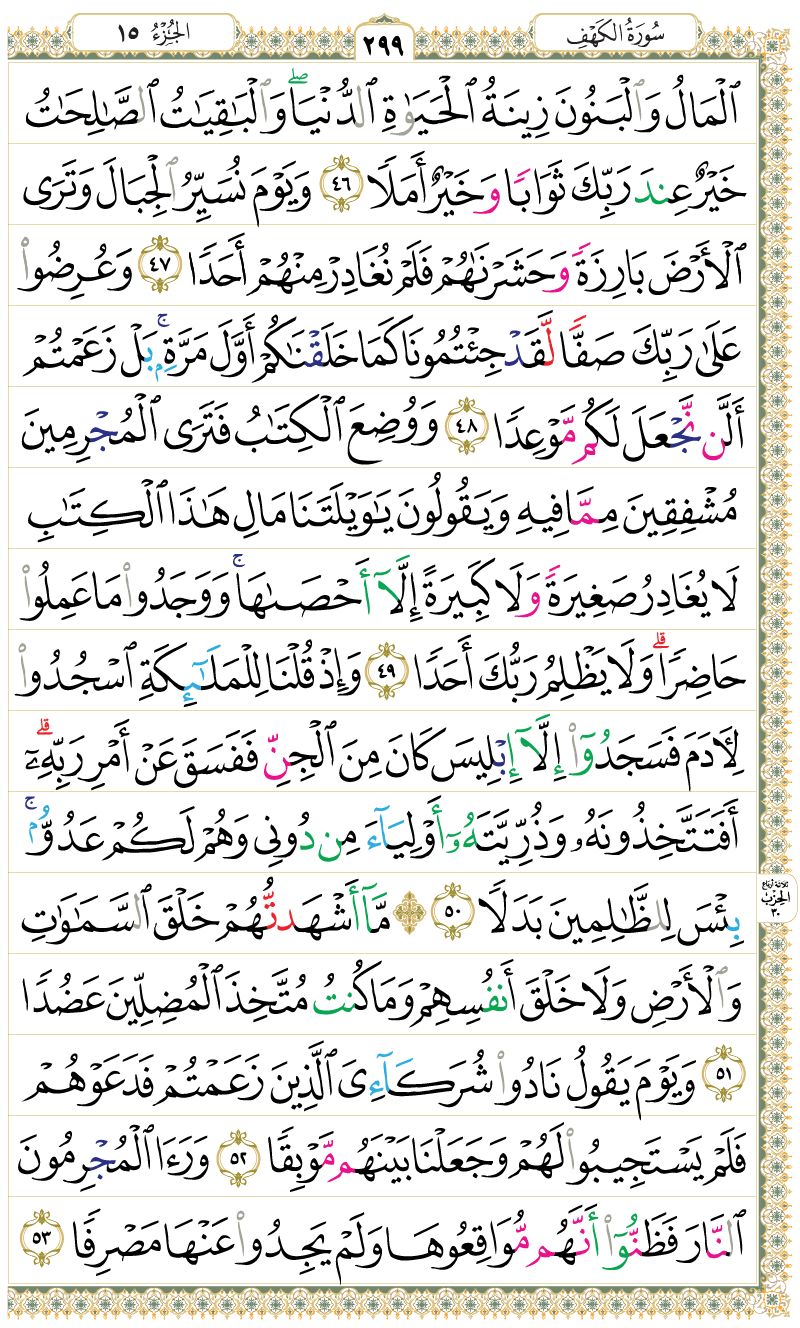 سُورَةُ الكَهْفِ
٢٩٩
الجُزْءُ ١٥
ٱلْمَالُ وَٱلْبَنُونَ زِينَةُ ٱلْحَيَوٰةِ ٱلدُّنْيَاۖ وَٱلْبَٰقِيَٰتُ ٱلصَّٰلِحَٰتُ
خَيْرٌ عِندَ رَبِّكَ ثَوَابًا وَخَيْرٌ أَمَلًا ٤٦ وَيَوْمَ نُسَيِّرُ ٱلْجِبَالَ وَتَرَى
ٱلْأَرْضَ بَارِزَةً وَحَشَرْنَٰهُمْ فَلَمْ نُغَادِرْ مِنْهُمْ أَحَدًا ٤٧ وَعُرِضُوا۟
عَلَىٰ رَبِّكَ صَفًّا لَّقَدْ جِئْتُمُونَا كَمَا خَلَقْنَٰكُمْ أَوَّلَ مَرَّةِۭۚ بَلْ زَعَمْتُمْ
أَلَّن نَّجْعَلَ لَكُم مَّوْعِدًا ٤٨ وَوُضِعَ ٱلْكِتَٰبُ فَتَرَى ٱلْمُجْرِمِينَ
مُشْفِقِينَ مِمَّا فِيهِ وَيَقُولُونَ يَٰوَيْلَتَنَا مَالِ هَٰذَا ٱلْكِتَٰبِ
لَا يُغَادِرُ صَغِيرَةً وَلَا كَبِيرَةً إِلَّآ أَحْصَىٰهَاۚ وَوَجَدُوا۟ مَا عَمِلُوا۟
حَاضِرًاۗ وَلَا يَظْلِمُ رَبُّكَ أَحَدًا ٤٩ وَإِذْ قُلْنَا لِلْمَلَٰٓئِكَةِ ٱسْجُدُوا۟
لِءَادَمَ فَسَجَدُوٓا۟ إِلَّآ إِبْلِيسَ كَانَ مِنَ ٱلْجِنِّ فَفَسَقَ عَنْ أَمْرِ رَبِّهِۦٓۗ
أَفَتَتَّخِذُونَهُۥ وَذُرِّيَّتَهُۥٓ أَوْلِيَآءَ مِن دُونِى وَهُمْ لَكُمْ عَدُوٌّۢۚ
بِئْسَ لِلظَّٰلِمِينَ بَدَلًا ٥٠ ۞ مَّآ أَشْهَدتُّهُمْ خَلْقَ ٱلسَّمَٰوَٰتِ
ثلاثة أرباع الحزب ٣٠
وَٱلْأَرْضِ وَلَا خَلْقَ أَنفُسِهِمْ وَمَا كُنتُ مُتَّخِذَ ٱلْمُضِلِّينَ عَضُدًا
٥١ وَيَوْمَ يَقُولُ نَادُوا۟ شُرَكَآءِىَ ٱلَّذِينَ زَعَمْتُمْ فَدَعَوْهُمْ
فَلَمْ يَسْتَجِيبُوا۟ لَهُمْ وَجَعَلْنَا بَيْنَهُم مَّوْبِقًا ٥٢ وَرَءَا ٱلْمُجْرِمُونَ
ٱلنَّارَ فَظَنُّوٓا۟ أَنَّهُم مُّوَاقِعُوهَا وَلَمْ يَجِدُوا۟ عَنْهَا مَصْرِفًا ٥٣